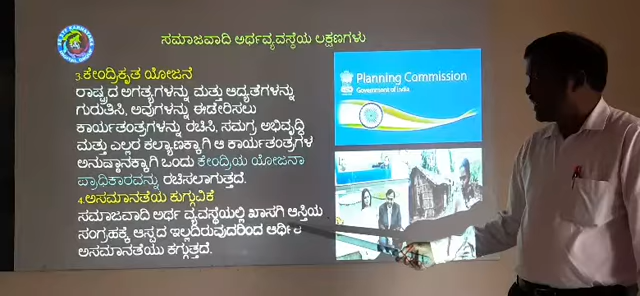 ಸಮಾಜವಾದಿ ಅರ್ಥವ್ಯವಸ್ಥೆಯ ಲಕ್ಷಣಗಳು
3.ಕೇಂದ್ರಿಕೃತ ಯೋಜನೆ
ರಾಷ್ಟ್ರದ ಅಗತ್ಯಗಳನ್ನು ಮತ್ತು ಆದ್ಯತೆಗಳನ್ನು
ಗುರುತಿಸಿ, ಅವುಗಳನ್ನು ಈಡೇರಿಸಲು
ಕಾರ್ಯತಂತ್ರಗಳನ್ನು ರಚಿಸಿ, ಸಮಗ್ರ ಅಭಿವೃದ್ಧಿ
ಮತ್ತು ಎಲ್ಲರ ಕಲ್ಯಾಣಕ್ಕಾಗಿ ಆ ಕಾರ್ಯತಂತ್ರಗಳ
ಅನುಷ್ಠಾನಕ್ಕಾಗಿ ಒಂದು ಕೇಂದ್ರಿಯ ಯೋಜನಾ
ಪ್ರಾಧಿಕಾರವನ್ನು ರಚಿಸಲಾಗುತ್ತದೆ.
4.ಅಸಮಾನತೆಯ ಕುಗ್ಗುವಿಕೆ
ಸಮಾಜವಾದಿ ಅರ್ಥ ವ್ಯವಸ್ಥೆಯಲ್ಲಿ ಖಾಸಗಿ ಆಸ್ತಿಯ
ಸಂಗ್ರಹಕ್ಕೆ ಆಸ್ಪದ ಇಲ್ಲದಿರುವುದರಿಂದ ಆರ್ಥಿಕ
ಅಸಮಾನತೆಯು ಕಗ್ಗುತ್ತದೆ.
Planning Commission
Government of India